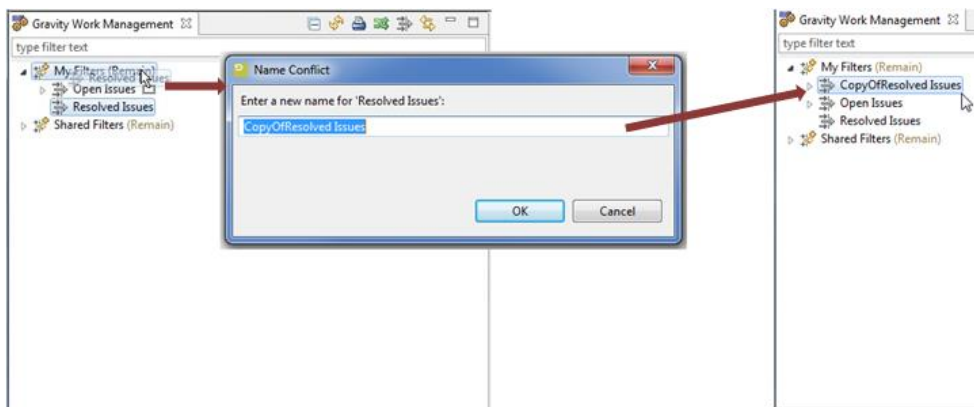 Gravity Work Management
type filter text
My Filters (Remain)
Resolved Issues
Open Issues
Resolved Issues
Shared Filters (Remain)
Name Conflict
Enter a new name for 'Resolved Issues':
CopyOfResolved Issues
OK Cancel
Gravity Work Management
type filter text
My Filters (Remain)
CopyOfResolved Issues
Open Issues
Resolved Issues
Shared Filters (Remain)